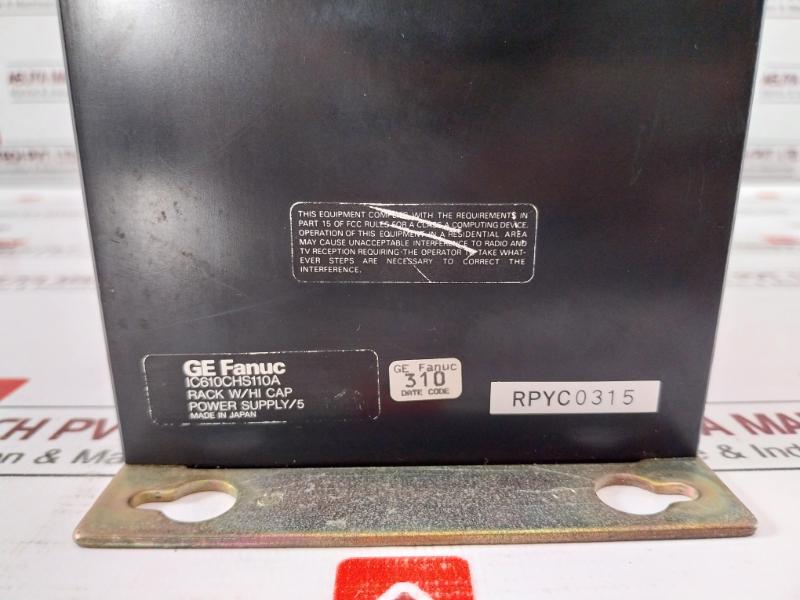 THIS EQUIPMENT COMPLIES WITH THE REQUIREMENTS IN
PART 15 OF FCC RULES FOR A CLASS A COMPUTING DEVICE.
OPERATION OF THIS EQUIPMENT IN A RESIDENTIAL AREA
MAY CAUSE UNACCEPTABLE INTERFERENCE TO RADIO AND
TV RECEPTION REQUIRING THE OPERATOR TO TAKE WHAT-
EVER STEPS ARE NECESSARY TO CORRECT THE
INTERFERENCE.
GE Fanuc
IC610CHS110A
RACK W/HI CAP
POWER SUPPLY/5
MADE IN JAPAN
GE Fanuc
310
DATE CODE
RPYC0315